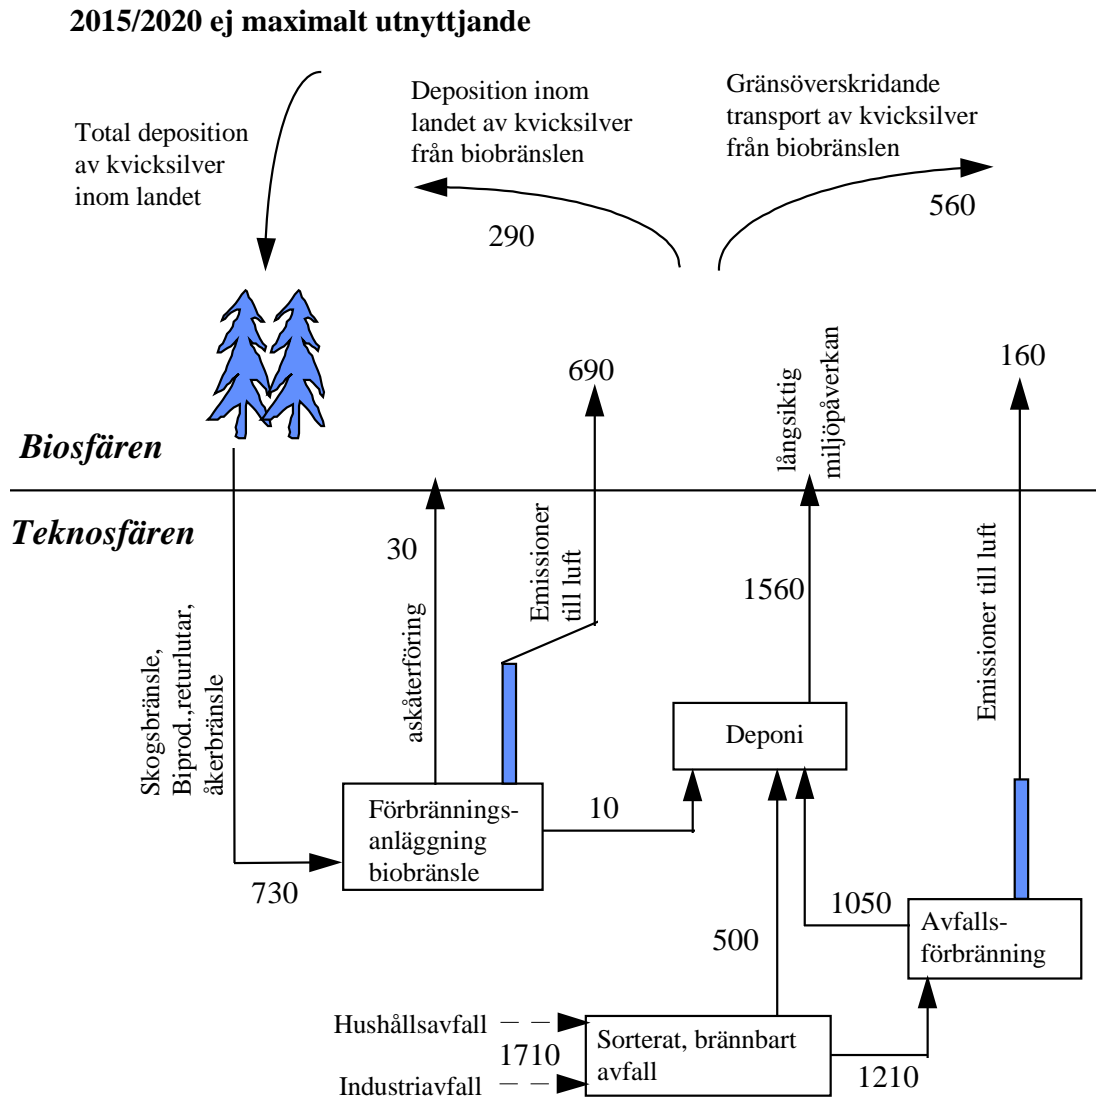 2015/2020 ej maximalt utnyttjande
Total deposition
av kvicksilver
inom landet
Deposition inom
landet av kvicksilver
från biobränslen
290
Gränsöverskridande
transport av kvicksilver
från biobränslen
560
690
långsiktig
miljöpåverkan
160
Biosfären
Teknosfären
30
askåterföring
Emissioner
till luft
1560
Emissioner till luft
Skogsbränsle,
Biprod.,returlutar,
åkerbränsle
730
Förbrännings-
anläggning
biobränsle
10
Deponi
500
1050
Avfalls-
förbränning
Hushållsavfall
1710
Industriavfall
Sorterat, brännbart
avfall
1210